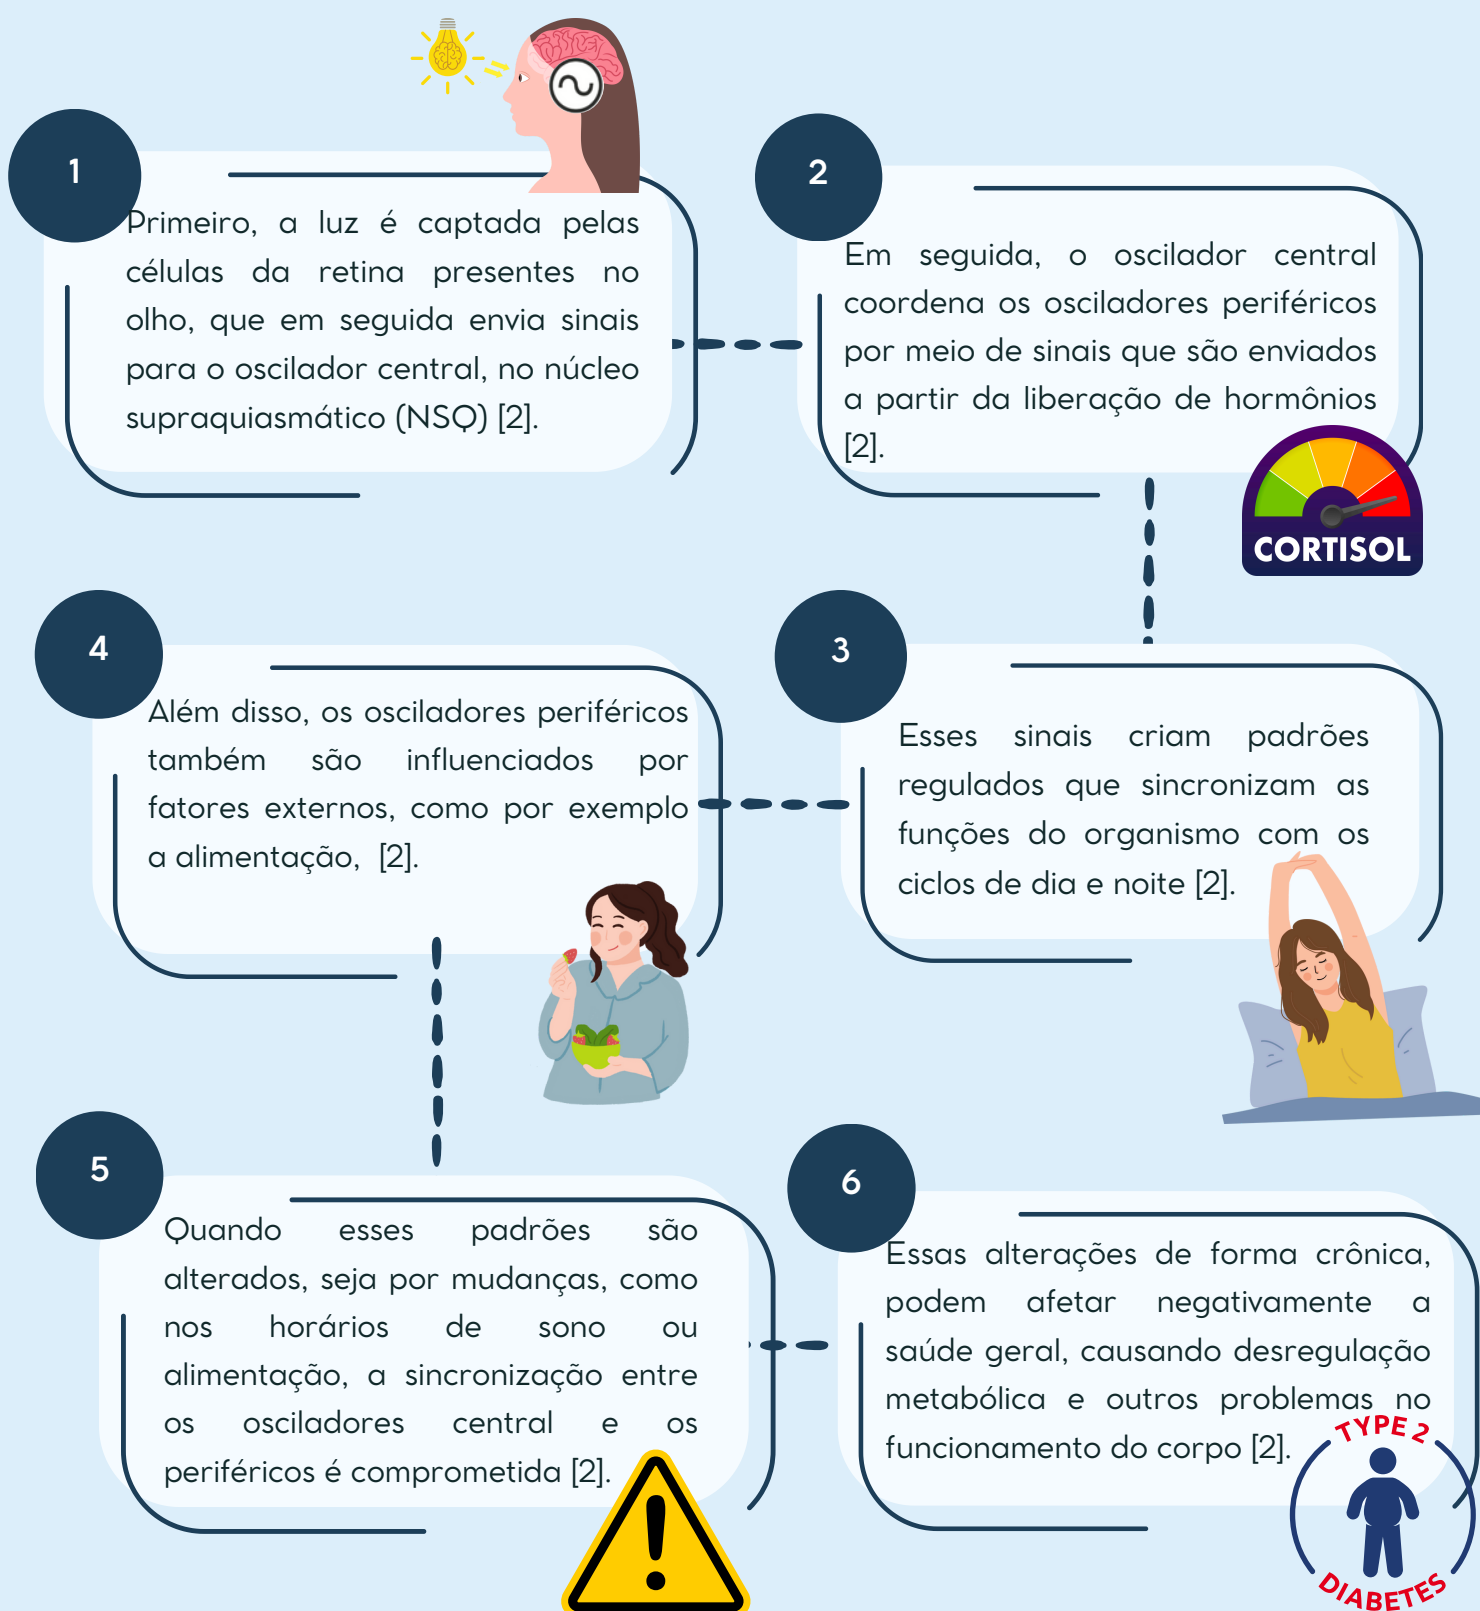 1
Primeiro, a luz é captada pelas
células da retina presentes no
olho, que em seguida envia sinais
para o oscilador central, no núcleo
supraquiasmático (NSQ) [2].
2
Em seguida, o oscilador central
coordena os osciladores periféricos
por meio de sinais que são enviados
a partir da liberação de hormônios
[2].
CORTISOL
3
Esses sinais criam padrões
regulados que sincronizam as
funções do organismo com os
ciclos de dia e noite [2].
4
Além disso, os osciladores periféricos
também são influenciados por
fatores externos, como por exemplo
a alimentação, [2].
5
Quando esses padrões são
alterados, seja por mudanças, como
nos horários de sono ou
alimentação, a sincronização entre
os osciladores central e os
periféricos é comprometida [2].
6
Essas alterações de forma crônica,
podem afetar negativamente a
saúde geral, causando desregulação
metabólica e outros problemas no
funcionamento do corpo [2].
TYPE 2
DIABETES